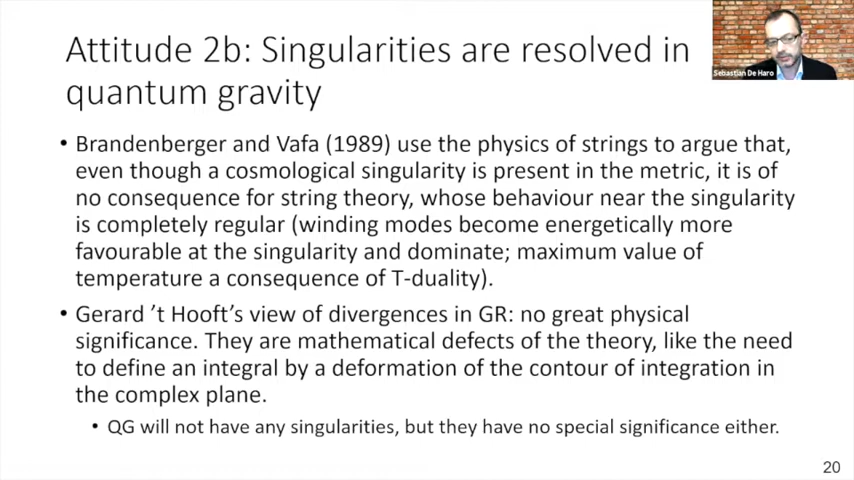 Attitude 2b: Singularities are resolved in
quantum gravity
Sebastian De Haro
• Brandenberger and Vafa (1989) use the physics of strings to argue that,
even though a cosmological singularity is present in the metric, it is of
no consequence for string theory, whose behaviour near the singularity
is completely regular (winding modes become energetically more
favourable at the singularity and dominate; maximum value of
temperature a consequence of T-duality).
• Gerard ’t Hooft’s view of divergences in GR: no great physical
significance. They are mathematical defects of the theory, like the need
to define an integral by a deformation of the contour of integration in
the complex plane.
• QG will not have any singularities, but they have no special significance either.
20